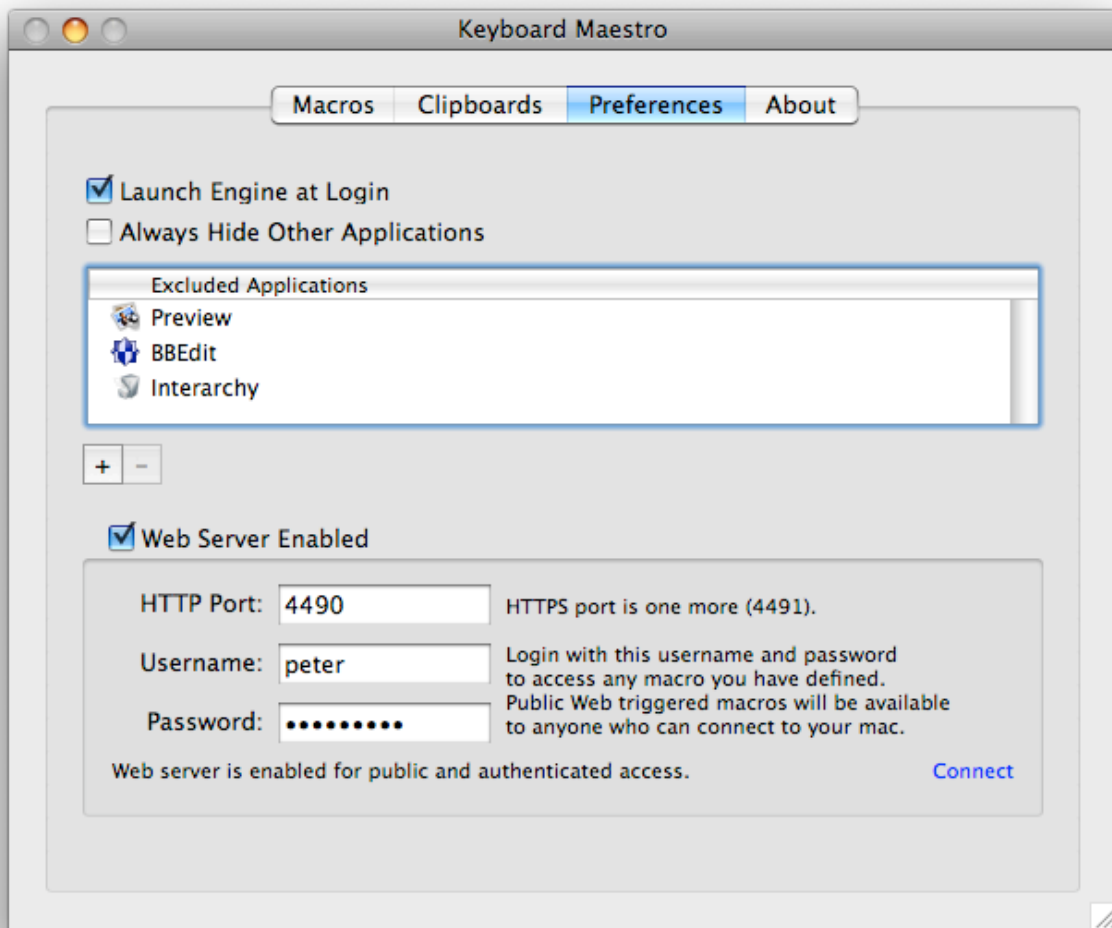 Keyboard Maestro
Macros Clipboards Preferences About
Launch Engine at Login
Always Hide Other Applications
Excluded Applications
Preview
BBEdit
Interarchy
+ -
Web Server Enabled
HTTP Port: 4490 HTTPS port is one more (4491).
Username: peter Login with this username and password
to access any macro you have defined.
Public Web triggered macros will be available
Password: ••••••••• to anyone who can connect to your mac.
Web server is enabled for public and authenticated access. Connect